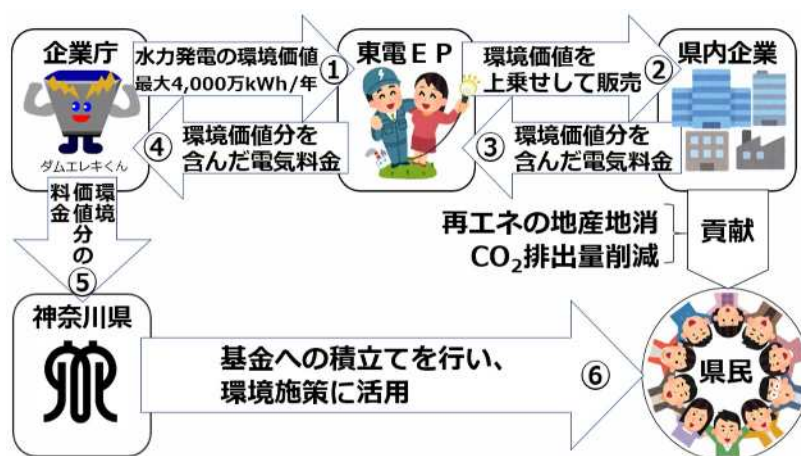 企業庁
ダムエレキくん
水力発電の環境価値
最大4,000万kWh/年
①
東電EP
環境価値を
上乗せして販売
②
県内企業
④
環境価値分を
含んだ電気料金
③
環境価値分を
含んだ電気料金
環境
価値分の
料金
⑤
再エネの地産地消
CO₂排出量削減
貢献
神奈川県
基金への積立てを行い、
環境施策に活用
⑥
県民